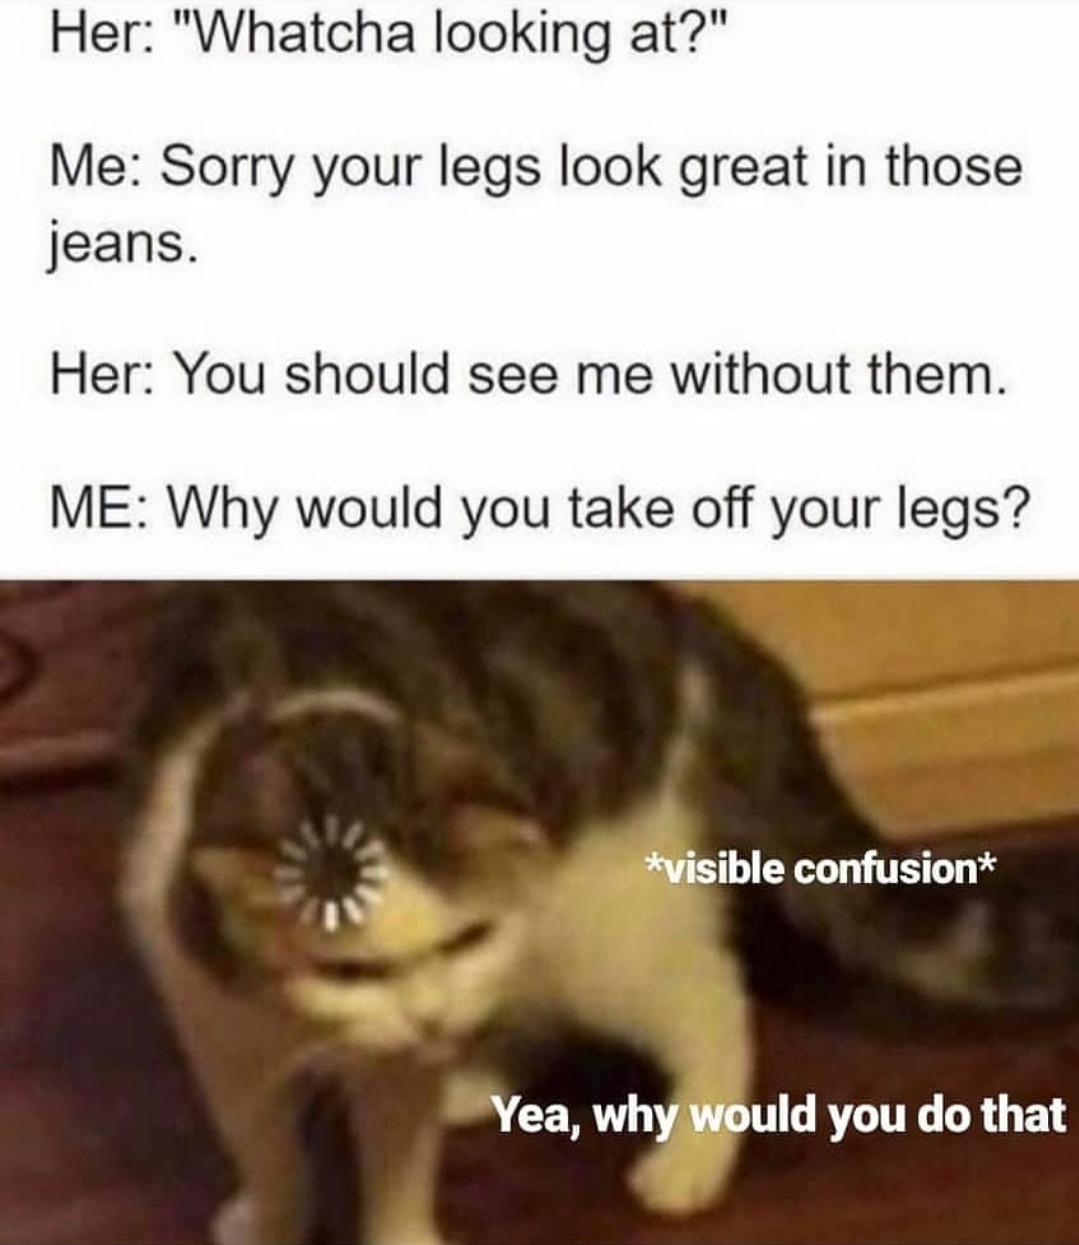 Her: "Whatcha looking at?"
Me: Sorry your legs look great in those
jeans.
Her: You should see me without them.
ME: Why would you take off your legs?
*visible confusion*
Yea, why would you do that